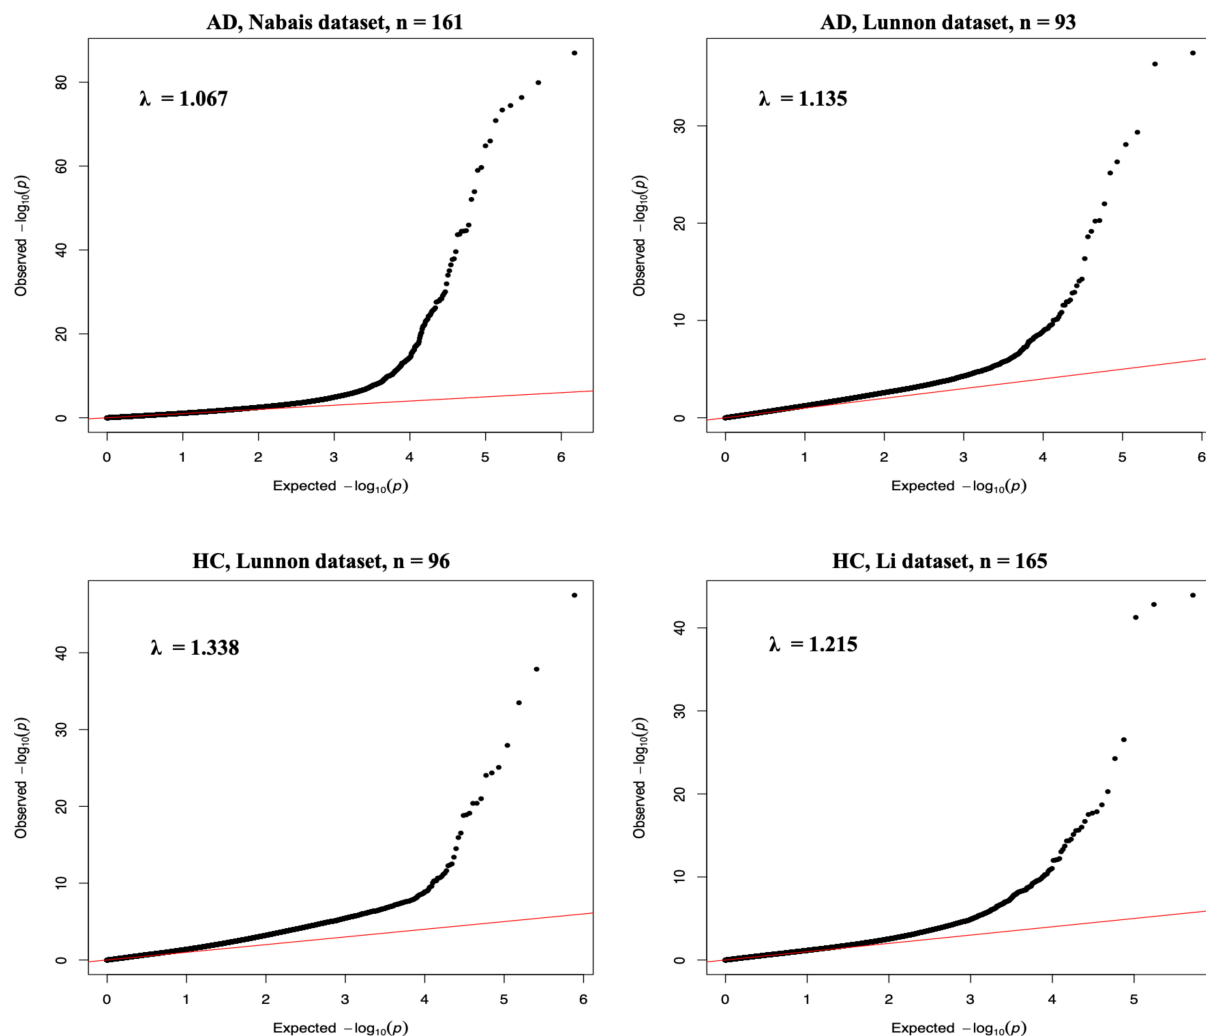 AD, Nabais dataset, n = 161
λ = 1.067
Observed −log10(p)
0 20 40 60 80
0 1 2 3 4 5 6
Expected −log10(p)
AD, Lunnon dataset, n = 93
λ = 1.135
Observed −log10(p)
0 10 20 30
0 1 2 3 4 5 6
Expected −log10(p)
HC, Lunnon dataset, n = 96
λ = 1.338
Observed −log10(p)
0 10 20 30 40
0 1 2 3 4 5 6
Expected −log10(p)
HC, Li dataset, n = 165
λ = 1.215
Observed −log10(p)
0 10 20 30 40
0 1 2 3 4 5
Expected −log10(p)